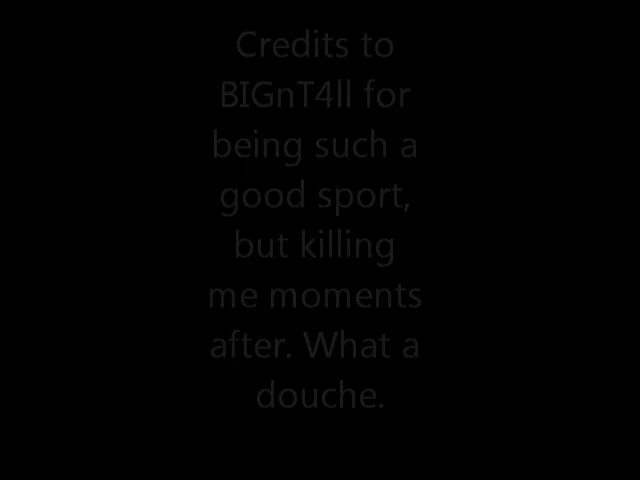 Credits to
BIGnT4ll for
being such a
good sport,
but killing
me moments
after. What a
douche.